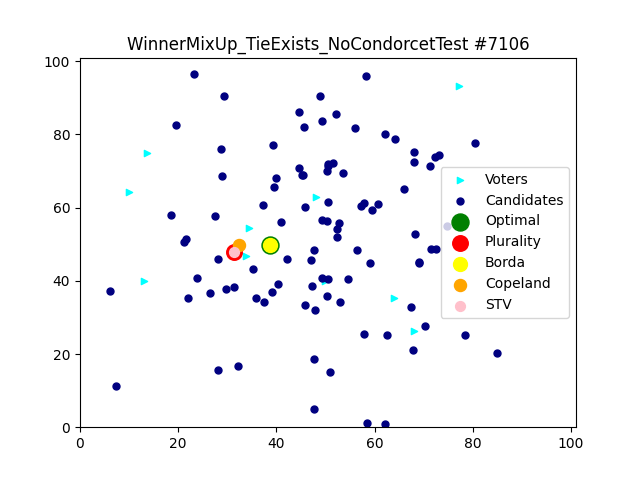 WinnerMixUp_TieExists_NoCondorcetTest #7106
100
80
60
40
20
0
0 20 40 60 80 100
Voters
Candidates
Optimal
Plurality
Borda
Copeland
STV